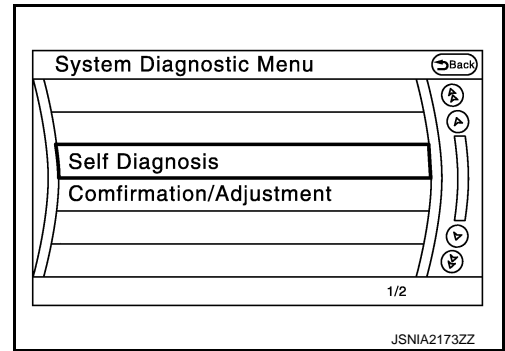 System Diagnostic Menu
Back
Self Diagnosis
Comfirmation/Adjustment
1/2
JSNIA2173ZZ